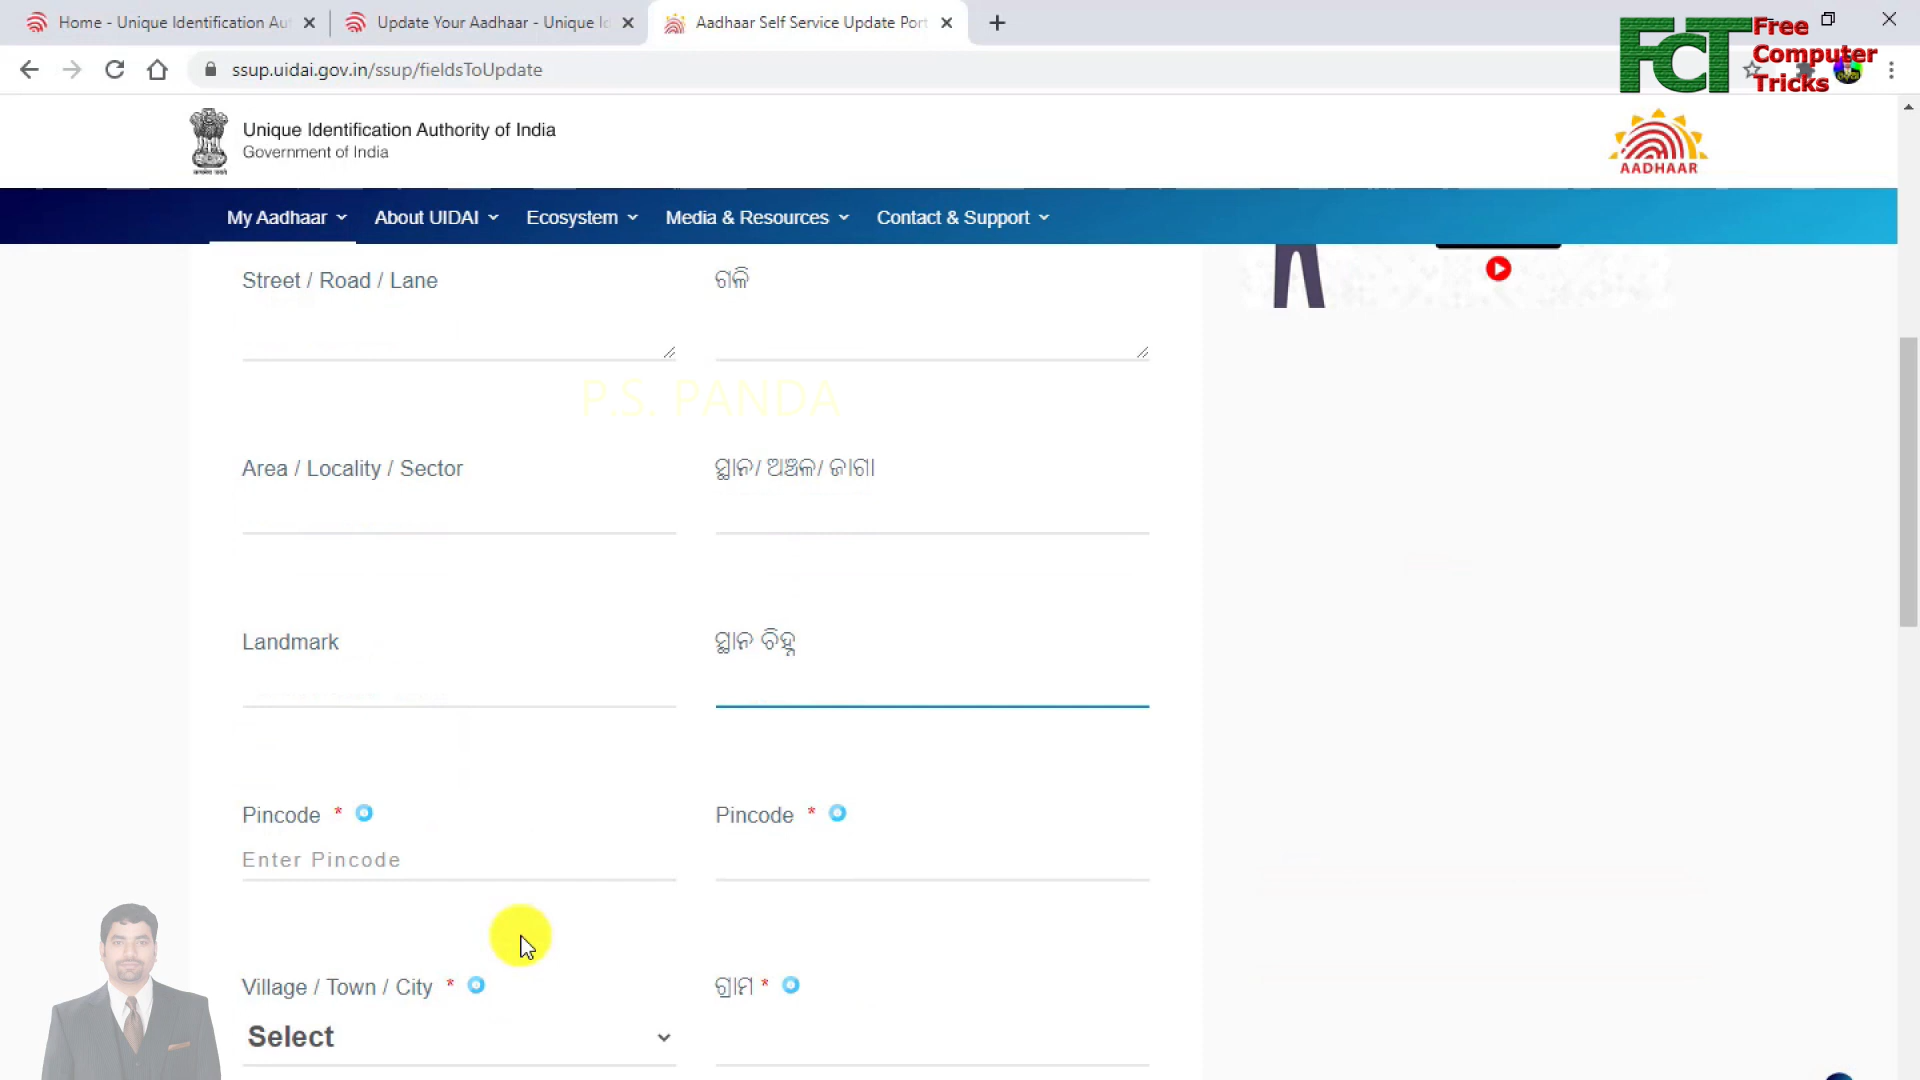 Home - Unique Identification Aut
Update Your Aadhaar - Unique Id
Aadhaar Self Service Update Port
ssup.uidai.gov.in/ssup/fieldsToUpdate
FCT Free
Computer
Tricks
Unique Identification Authority of India
Government of India
AADHAAR
My Aadhaar
About UIDAI
Ecosystem
Media & Resources
Contact & Support
Street / Road / Lane
ଗଳି
P.S. PANDA
Area / Locality / Sector
ସ୍ଥାନ/ ଅଞ୍ଚଳ/ ଜାଗା
Landmark
ସ୍ଥାନ ଚିହ୍ନ
Pincode *
Pincode *
Enter Pincode
Village / Town / City *
ଗ୍ରାମ *
Select